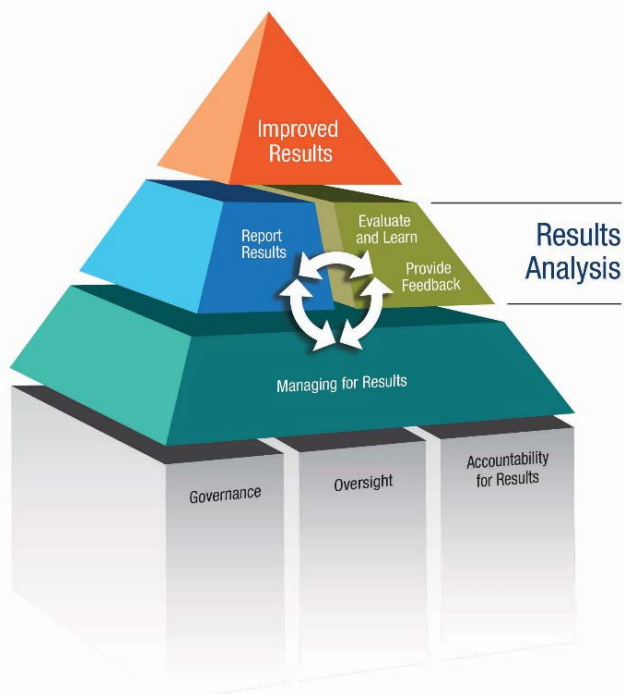 Improved
Results
Report
Results
Evaluate
and Learn
Provide
Feedback
Results
Analysis
Managing for Results
Governance
Oversight
Accountability
for Results